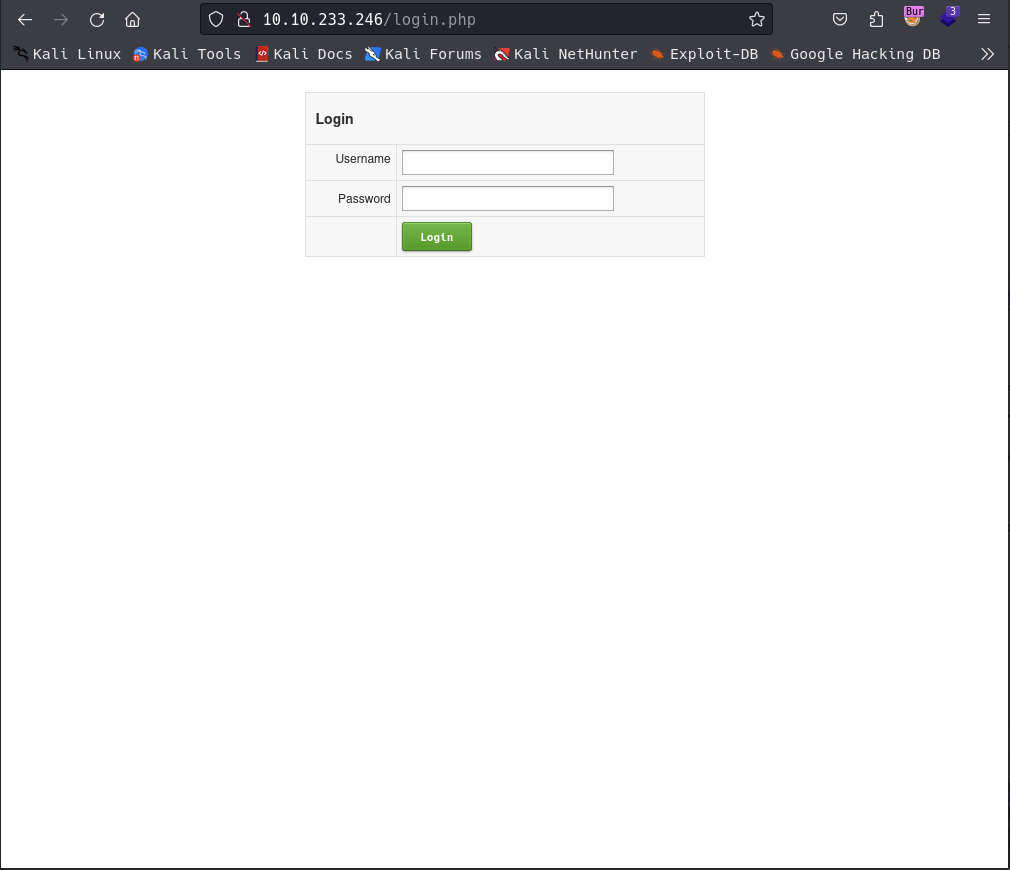 10.10.233.246/login.php
Bur
3
Kali Linux Kali Tools Kali Docs Kali Forums Kali NetHunter Exploit-DB Google Hacking DB
Login
Username
Password
Login